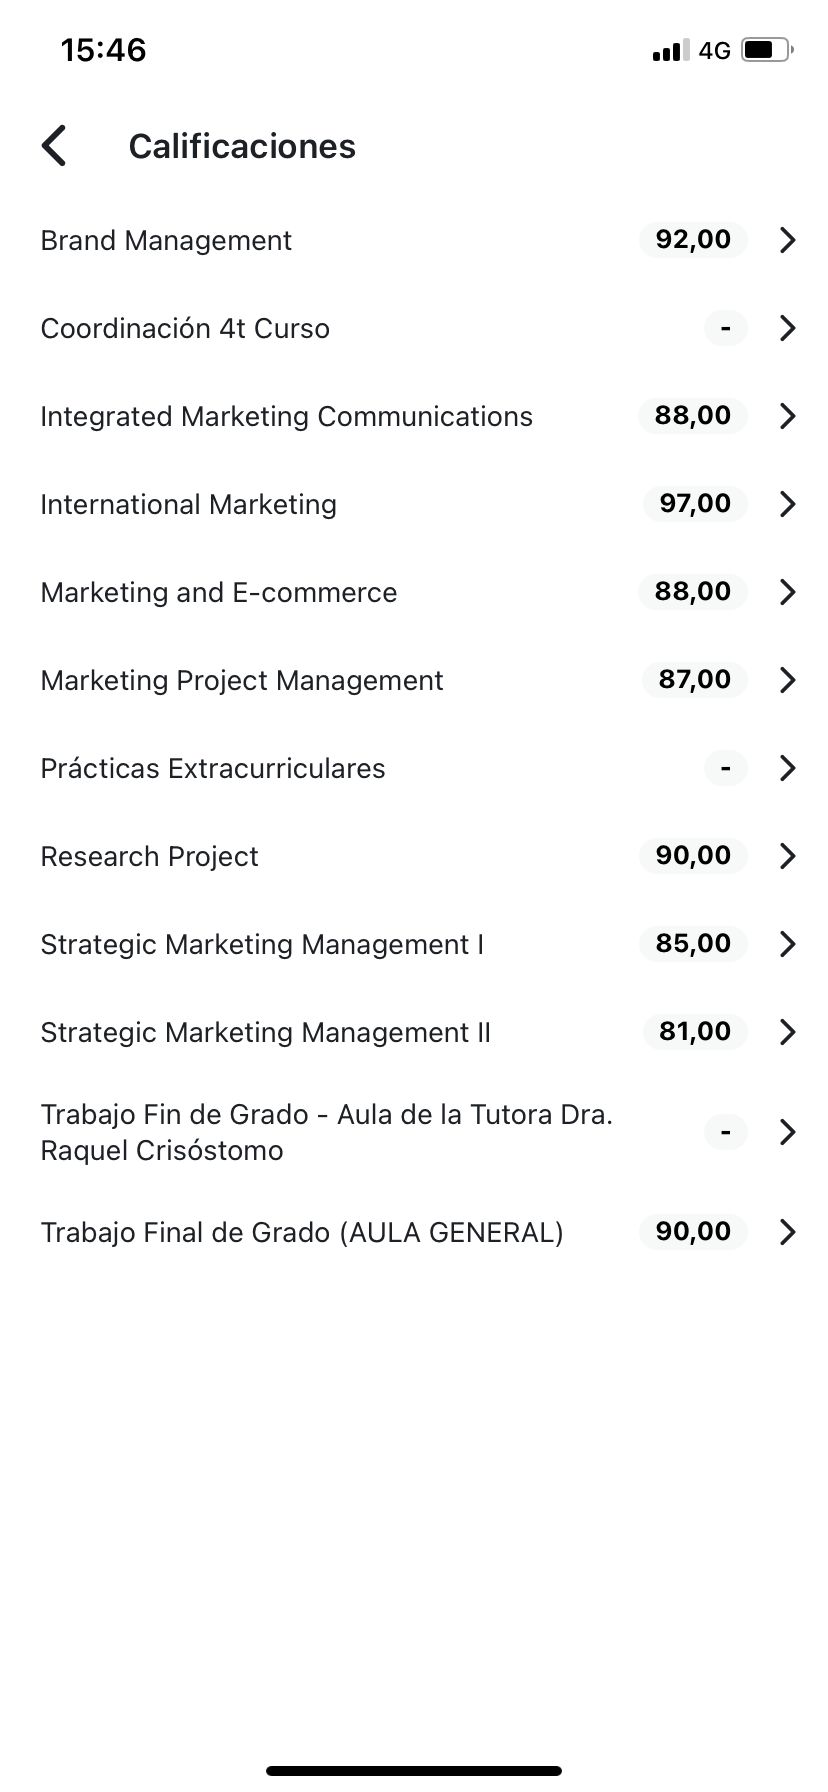 15:46
4G
Calificaciones
Brand Management 92,00
Coordinación 4t Curso -
Integrated Marketing Communications 88,00
International Marketing 97,00
Marketing and E-commerce 88,00
Marketing Project Management 87,00
Prácticas Extracurriculares -
Research Project 90,00
Strategic Marketing Management I 85,00
Strategic Marketing Management II 81,00
Trabajo Fin de Grado - Aula de la Tutora Dra.
Raquel Crisóstomo -
Trabajo Final de Grado (AULA GENERAL) 90,00